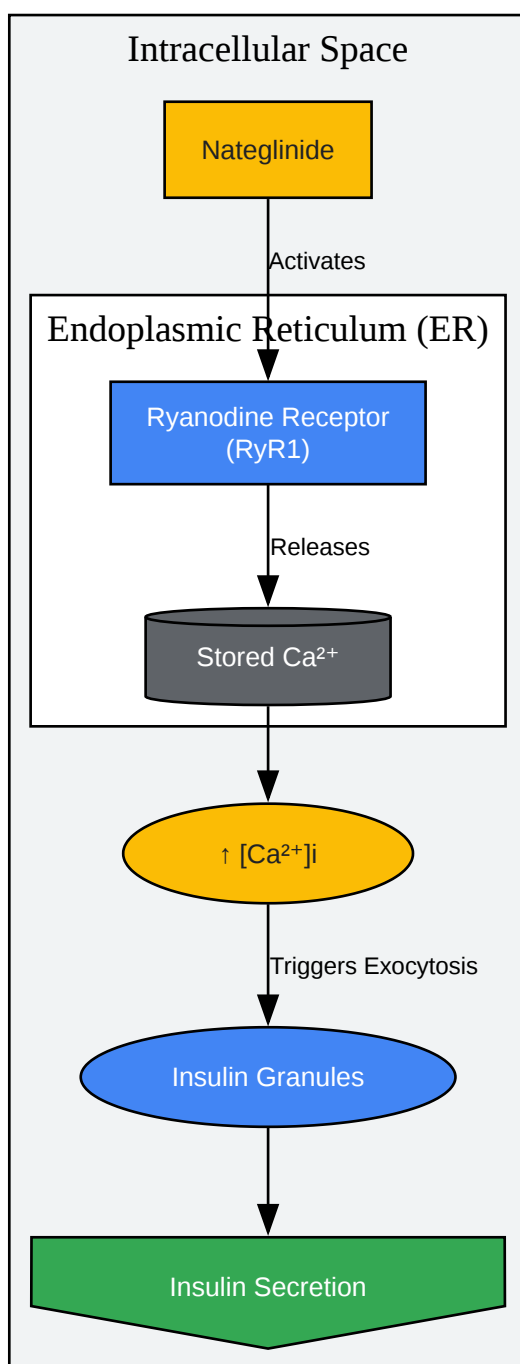 Intracellular Space
Nateglinide
Activates
Endoplasmic Reticulum (ER)
Ryanodine Receptor
(RyR1)
Releases
Stored Ca²⁺
↑ [Ca²⁺]i
Triggers Exocytosis
Insulin Granules
Insulin Secretion